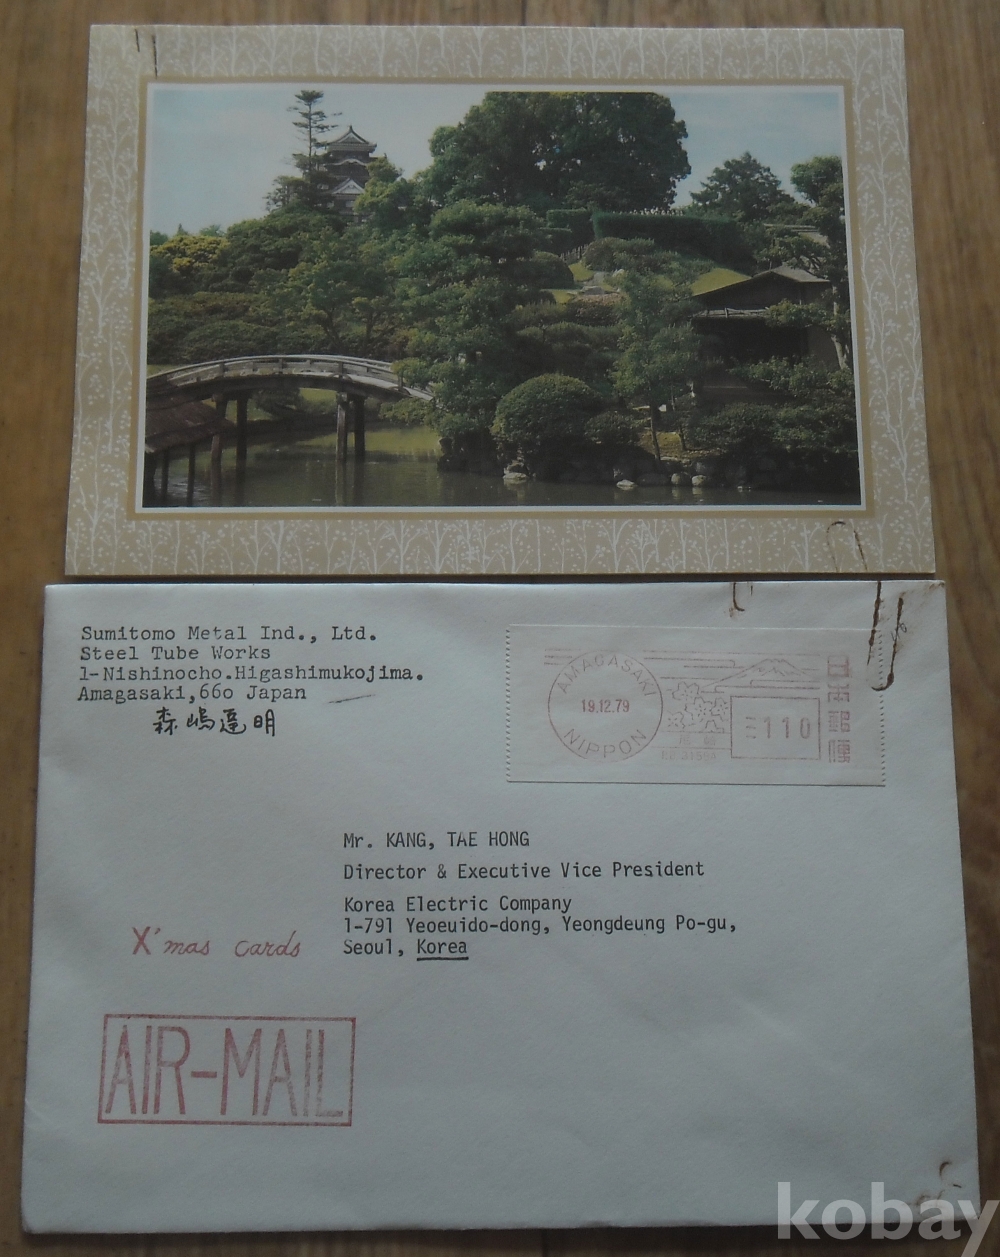 Sumitomo Metal Ind., Ltd.
Steel Tube Works
1-Nishinocho.Higashimukojima.
Amagasaki,66o Japan
森嶋達明
AMAGASAKI
19.12.79
NIPPON
110
日本郵便
Mr. KANG, TAE HONG
Director & Executive Vice President
Korea Electric Company
1-791 Yeoeuido-dong, Yeongdeung Po-gu,
Seoul, Korea
X'mas cards
AIR-MAIL
kobay